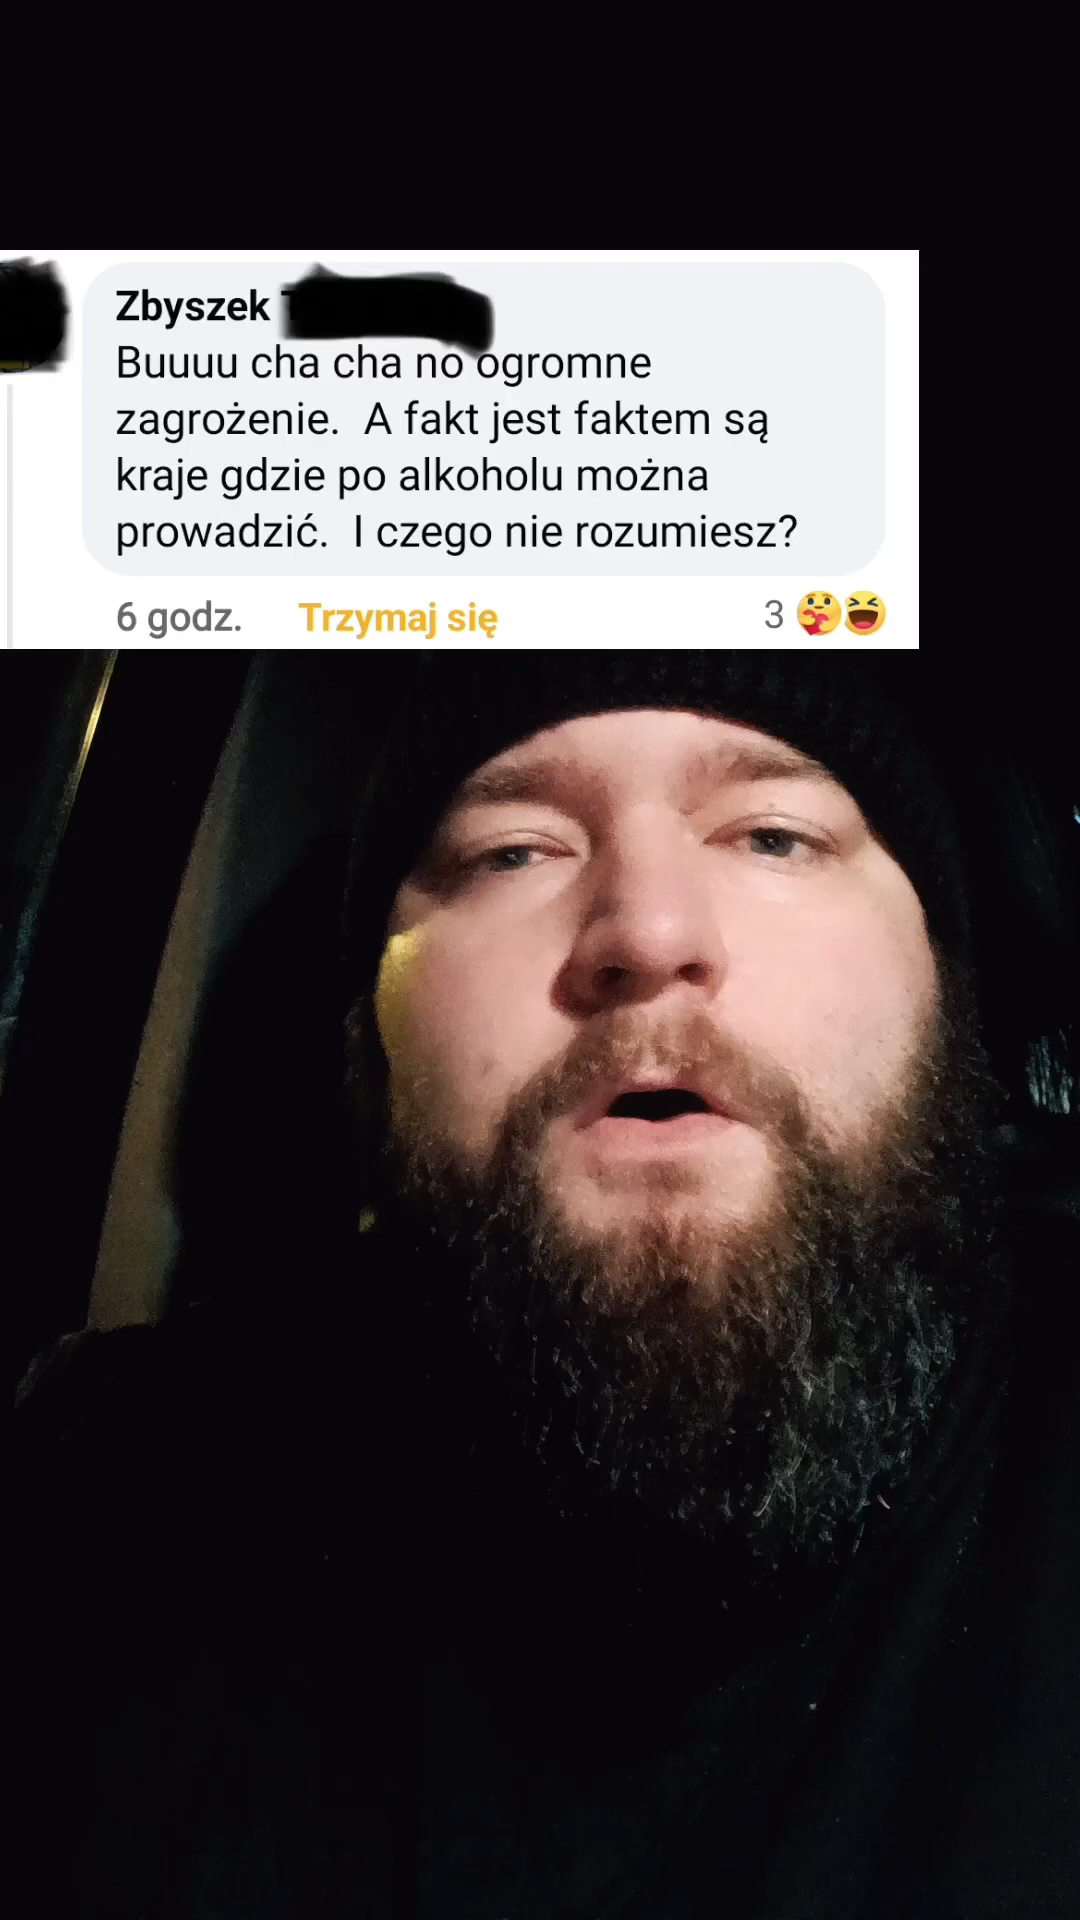 Zbyszek
Buuuu cha cha no ogromne
zagrożenie. A fakt jest faktem są
kraje gdzie po alkoholu można
prowadzić. I czego nie rozumiesz?
6 godz. Trzymaj się 3